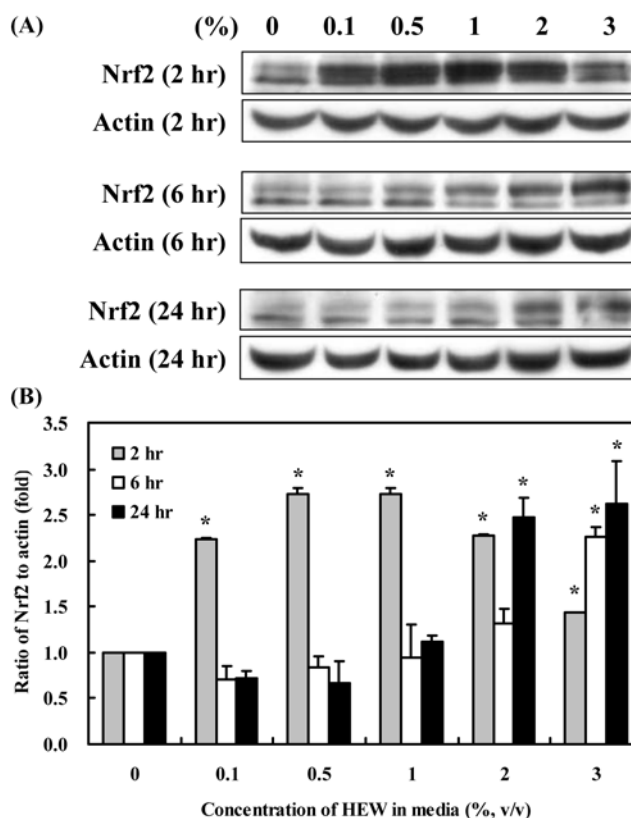 (A)
(%) 0 0.1 0.5 1 2 3
Nrf2 (2 hr)
Actin (2 hr)
Nrf2 (6 hr)
Actin (6 hr)
Nrf2 (24 hr)
Actin (24 hr)
(B)
Ratio of Nrf2 to actin (fold)
3.5
3.0
2.5
2.0
1.5
1.0
0.5
0.0
2 hr
6 hr
24 hr
* * * * * * * *
0 0.1 0.5 1 2 3
Concentration of HEW in media (%, v/v)